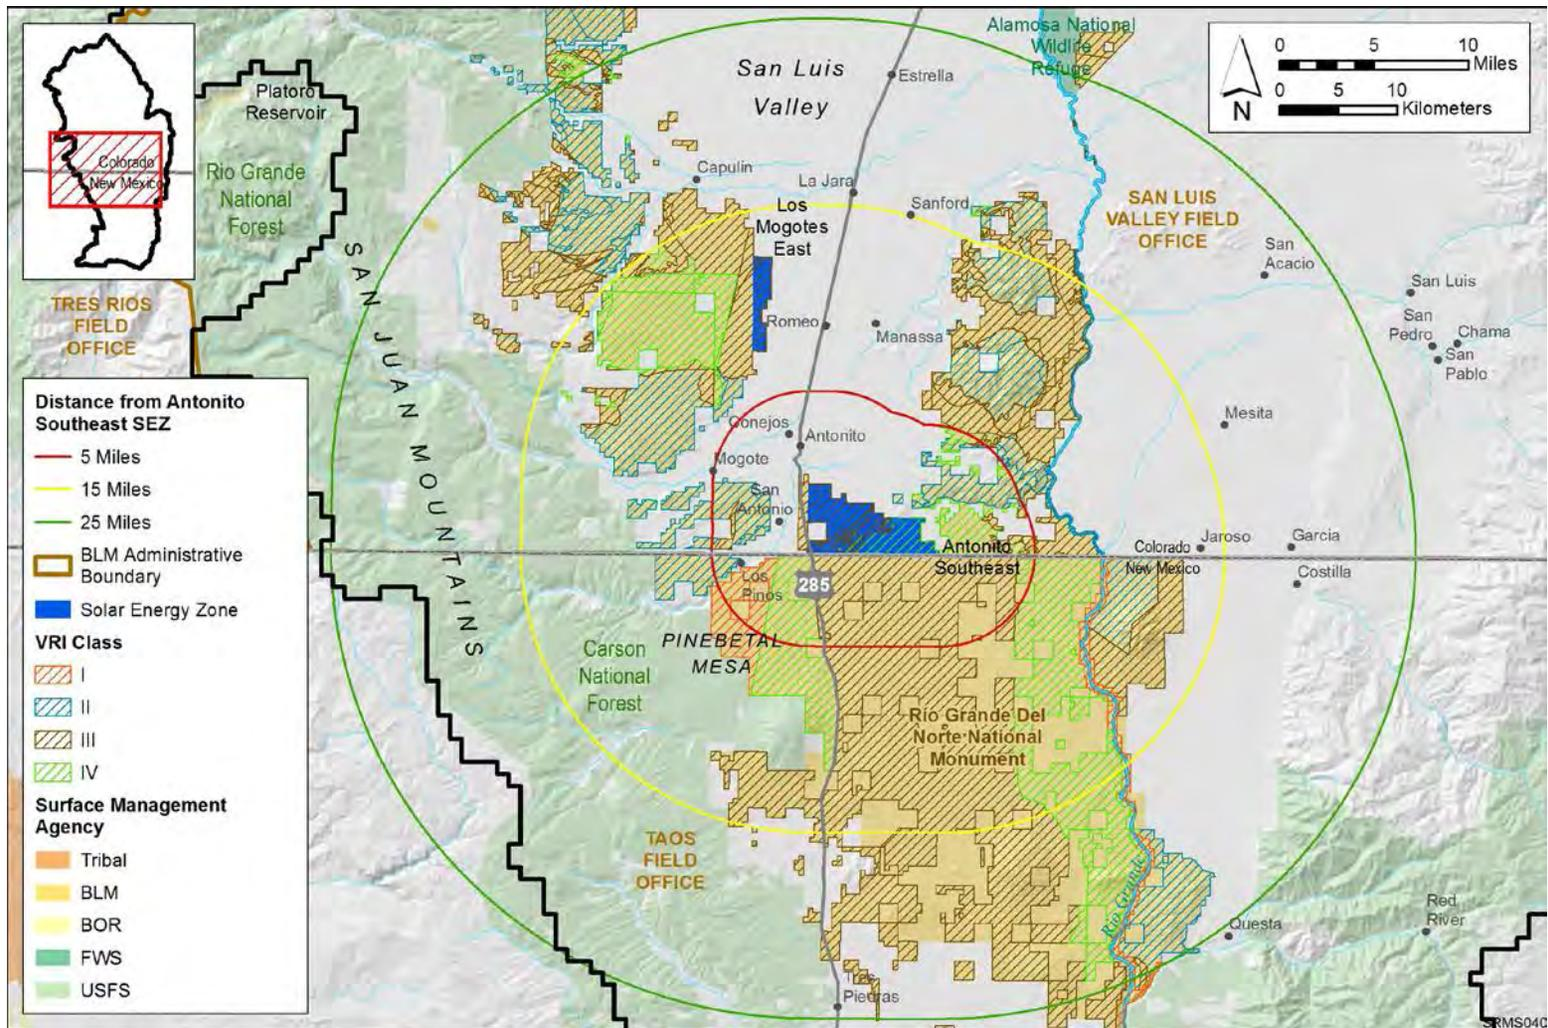 Colorado
New Mexico
Platoro
Reservoir
Rio Grande
National
Forest
TRES RIOS
FIELD
OFFICE
San Luis
Valley
Estrella
Alamosa National
Wildlife
Refuge
0 5 10
Miles
0 5 10
Kilometers
N
Capulin
La Jara
Los
Mogotes
East
Sanford
SAN LUIS
VALLEY FIELD
OFFICE
San
Acacio
San Luis
San
Pedro
Chama
San
Pablo
Romeo
Manassa
Mesita
SAN JUAN MOUNTAINS
Conejos
Antonito
Mogote
San
Antonio
Antonito
Southeast
Colorado
New Mexico
Jaroso
Garcia
Costilla
Los
Pinos
285
PINEBETAL
MESA
Carson
National
Forest
Río Grande Del
Norte National
Monument
TAOS
FIELD
OFFICE
Rio Grande
Questa
Red
River
Tres
Piedras
Distance from Antonito
Southeast SEZ
5 Miles
15 Miles
25 Miles
BLM Administrative
Boundary
Solar Energy Zone
VRI Class
I
II
III
IV
Surface Management
Agency
Tribal
BLM
BOR
FWS
USFS